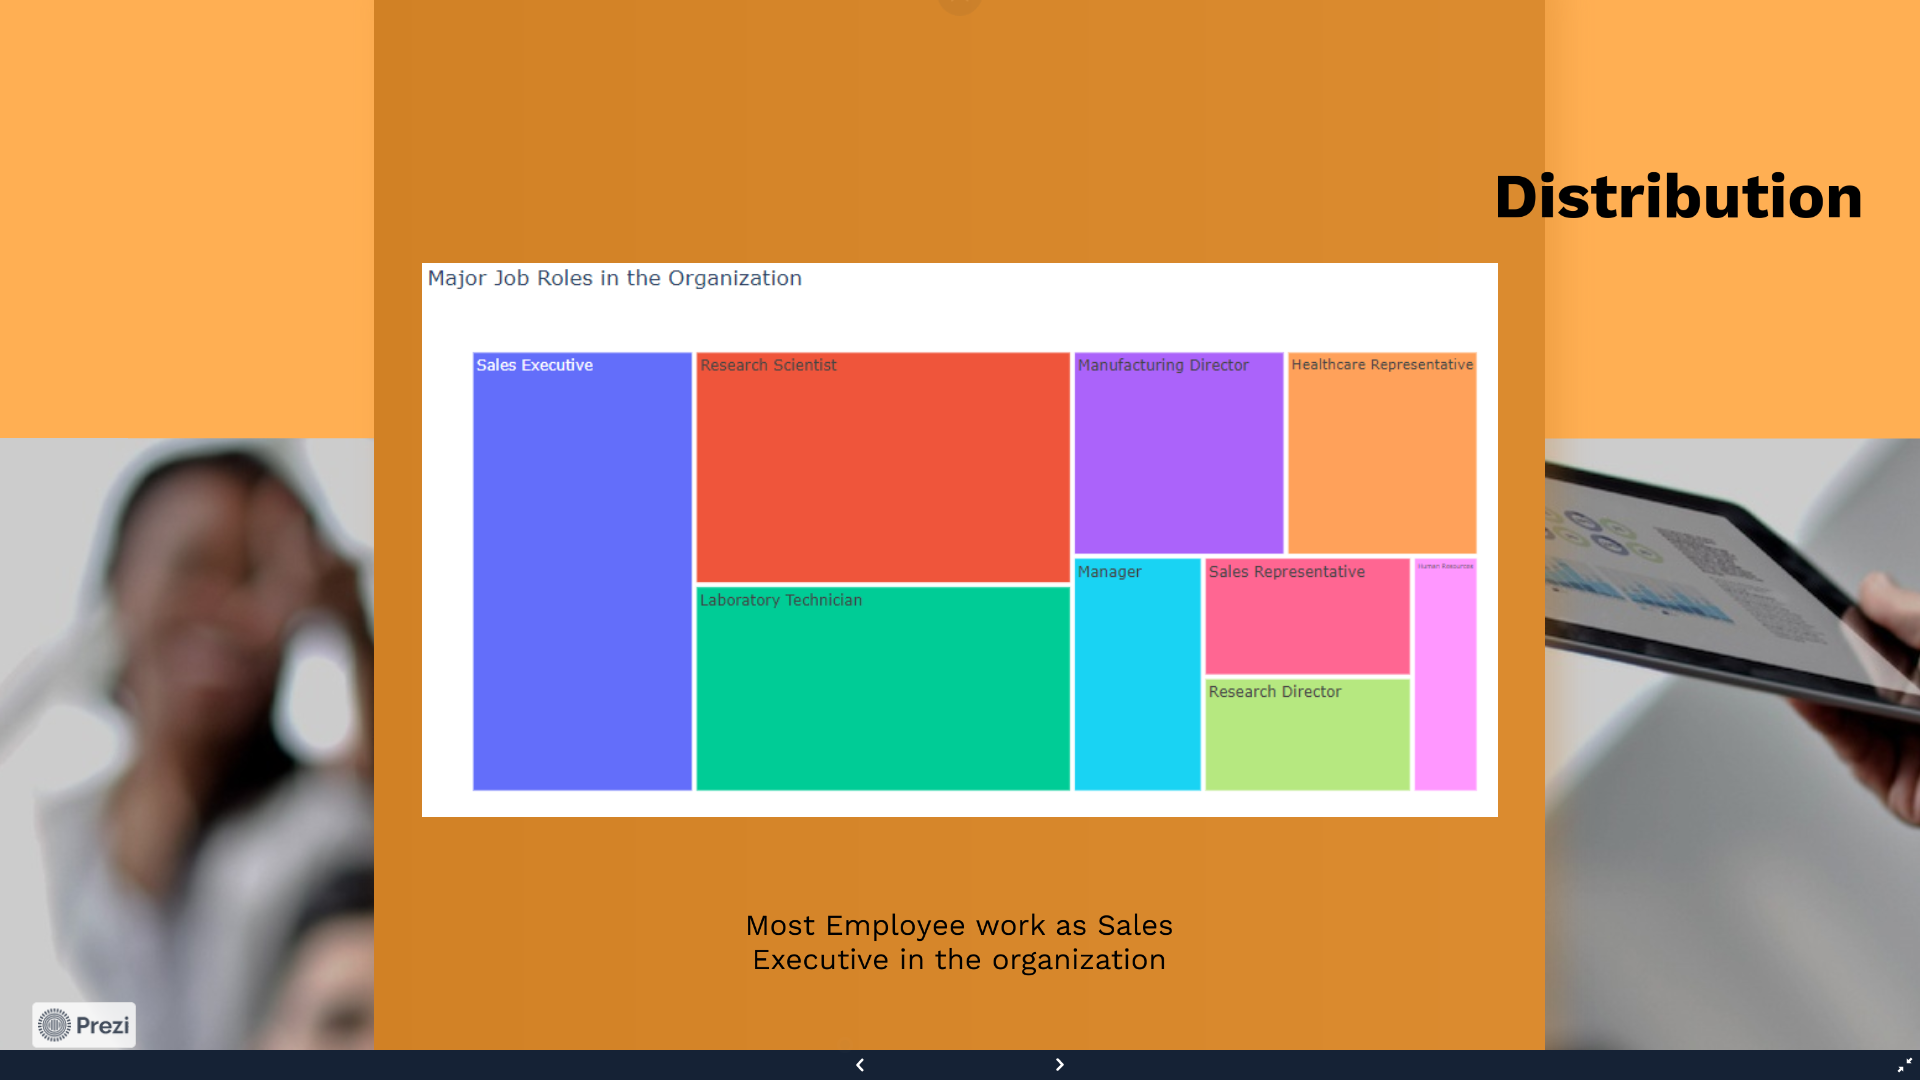 Distribution
Major Job Roles in the Organization
Sales Executive
Research Scientist
Manufacturing Director
Healthcare Representative
Laboratory Technician
Manager
Sales Representative
Human Resources
Research Director
Most Employee work as Sales
Executive in the organization
Prezi